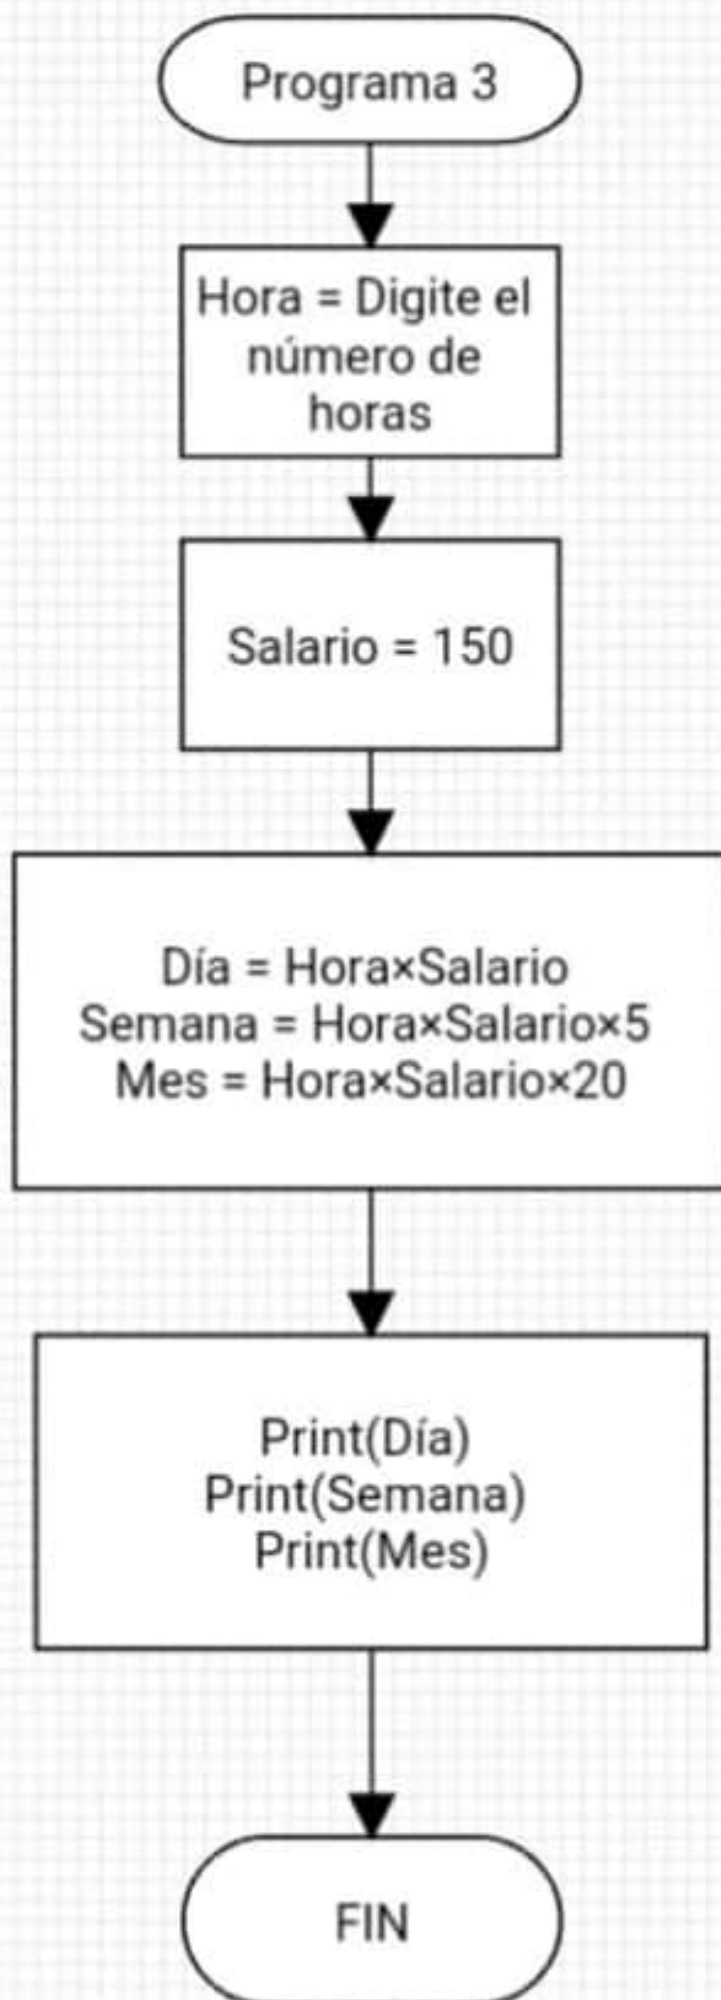 Programa 3
Hora = Digite el
número de
horas
Salario = 150
Día = Hora×Salario
Semana = Hora×Salario×5
Mes = Hora×Salario×20
Print(Día)
Print(Semana)
Print(Mes)
FIN